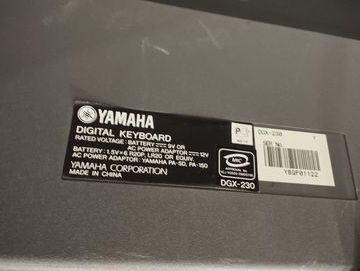 YAMAHA
DIGITAL KEYBOARD
RATED VOLTAGE : BATTERY 9V OR
AC POWER ADAPTOR 12V
BATTERY : 1.5V×6 R20P, LR20 OR EQUIV.
AC POWER ADAPTOR : YAMAHA PA-5D, PA-150
YAMAHA CORPORATION
MADE IN CHINA
MIC
DGX-230
DGX-230 Y
SER No.
YBQP01122